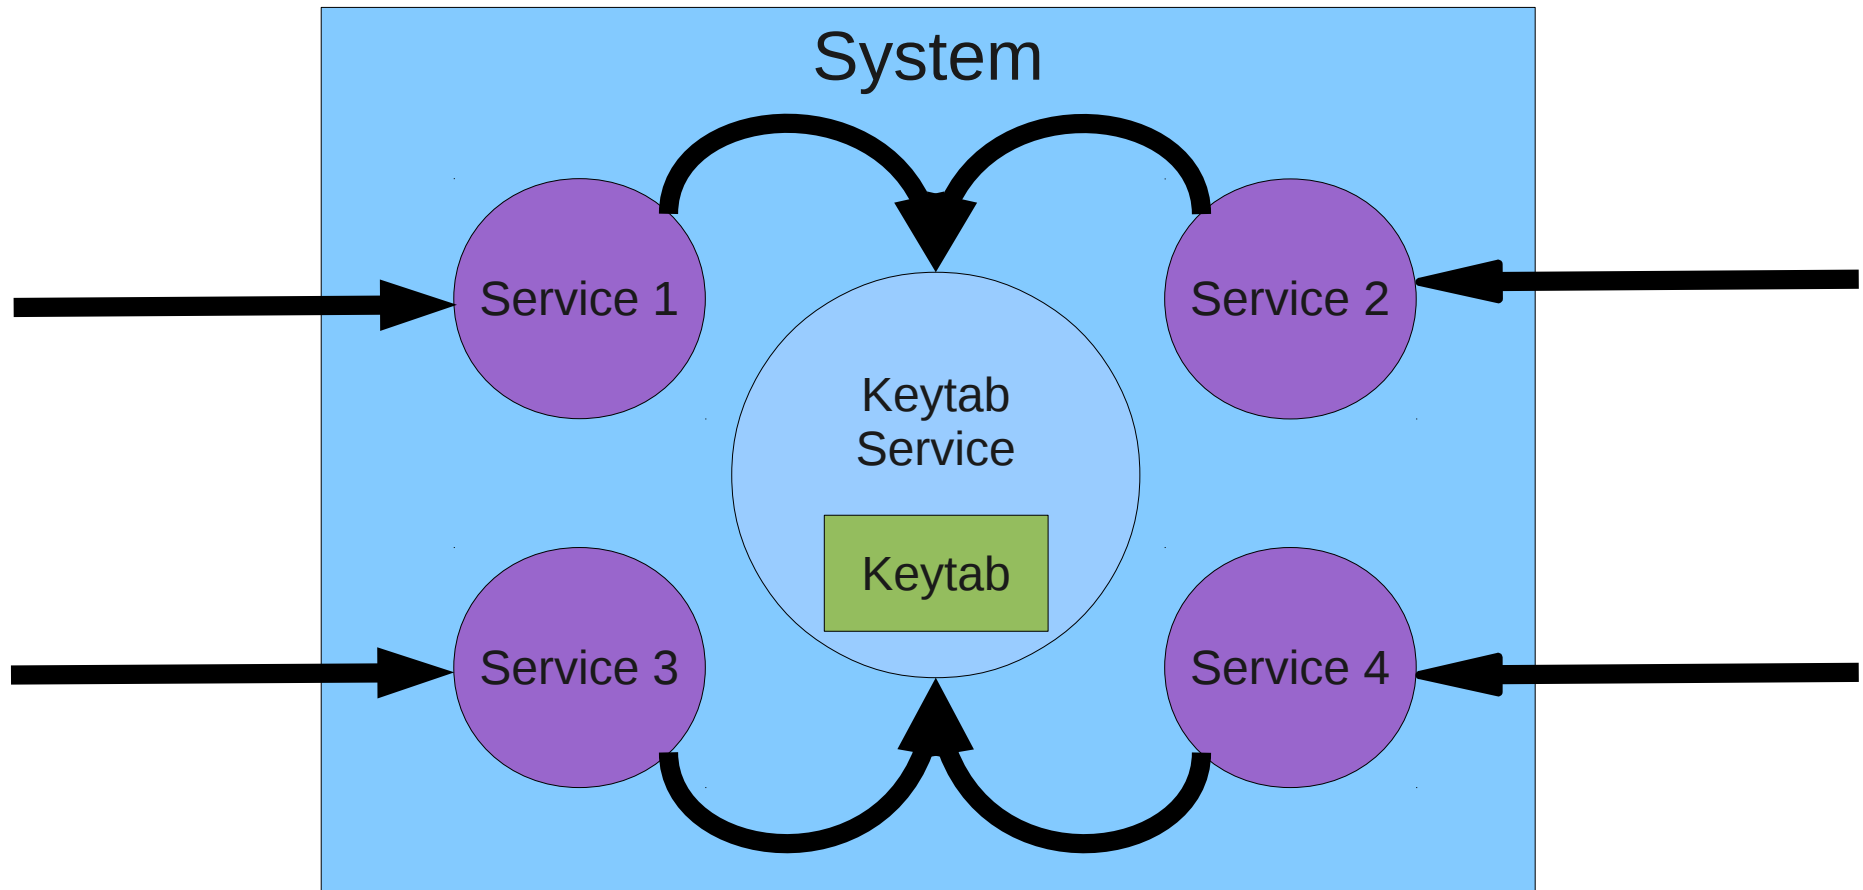 System
Service 1
Service 2
Keytab
Service
Keytab
Service 3
Service 4